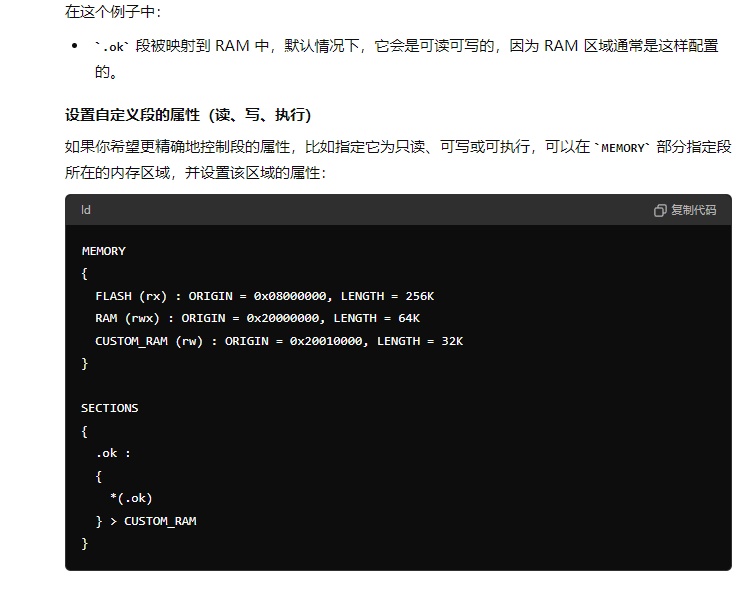 在这个例子中：
• `.ok` 段被映射到 RAM 中，默认情况下，它会是可读可写的，因为 RAM 区域通常是这样配置
的。
设置自定义段的属性（读、写、执行）
如果你希望更精确地控制段的属性，比如指定它为只读、可写或可执行，可以在 `MEMORY` 部分指定段
所在的内存区域，并设置该区域的属性：
ld 复制代码
MEMORY
{
  FLASH (rx) : ORIGIN = 0x08000000, LENGTH = 256K
  RAM (rwx) : ORIGIN = 0x20000000, LENGTH = 64K
  CUSTOM_RAM (rw) : ORIGIN = 0x20010000, LENGTH = 32K
}
SECTIONS
{
  .ok :
  {
    *(.ok)
  } > CUSTOM_RAM
}